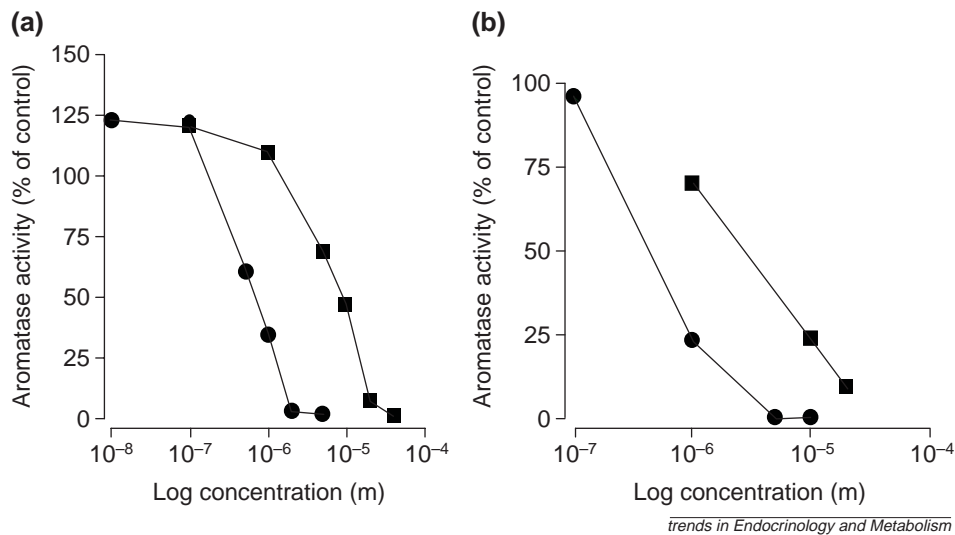 (a)
Aromatase activity (% of control)
150
125
100
75
50
25
0
10⁻⁸ 10⁻⁷ 10⁻⁶ 10⁻⁵ 10⁻⁴
Log concentration (m)
(b)
Aromatase activity (% of control)
100
75
50
25
0
10⁻⁷ 10⁻⁶ 10⁻⁵ 10⁻⁴
Log concentration (m)
trends in Endocrinology and Metabolism